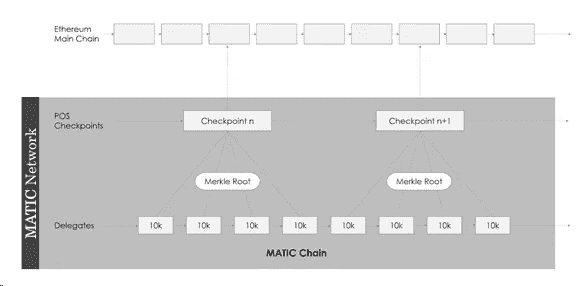 Ethereum
Main Chain
MATIC Network
POS
Checkpoints
Checkpoint n
Checkpoint n+1
Merkle Root
Merkle Root
Delegates
10k
10k
10k
10k
10k
10k
10k
10k
MATIC Chain